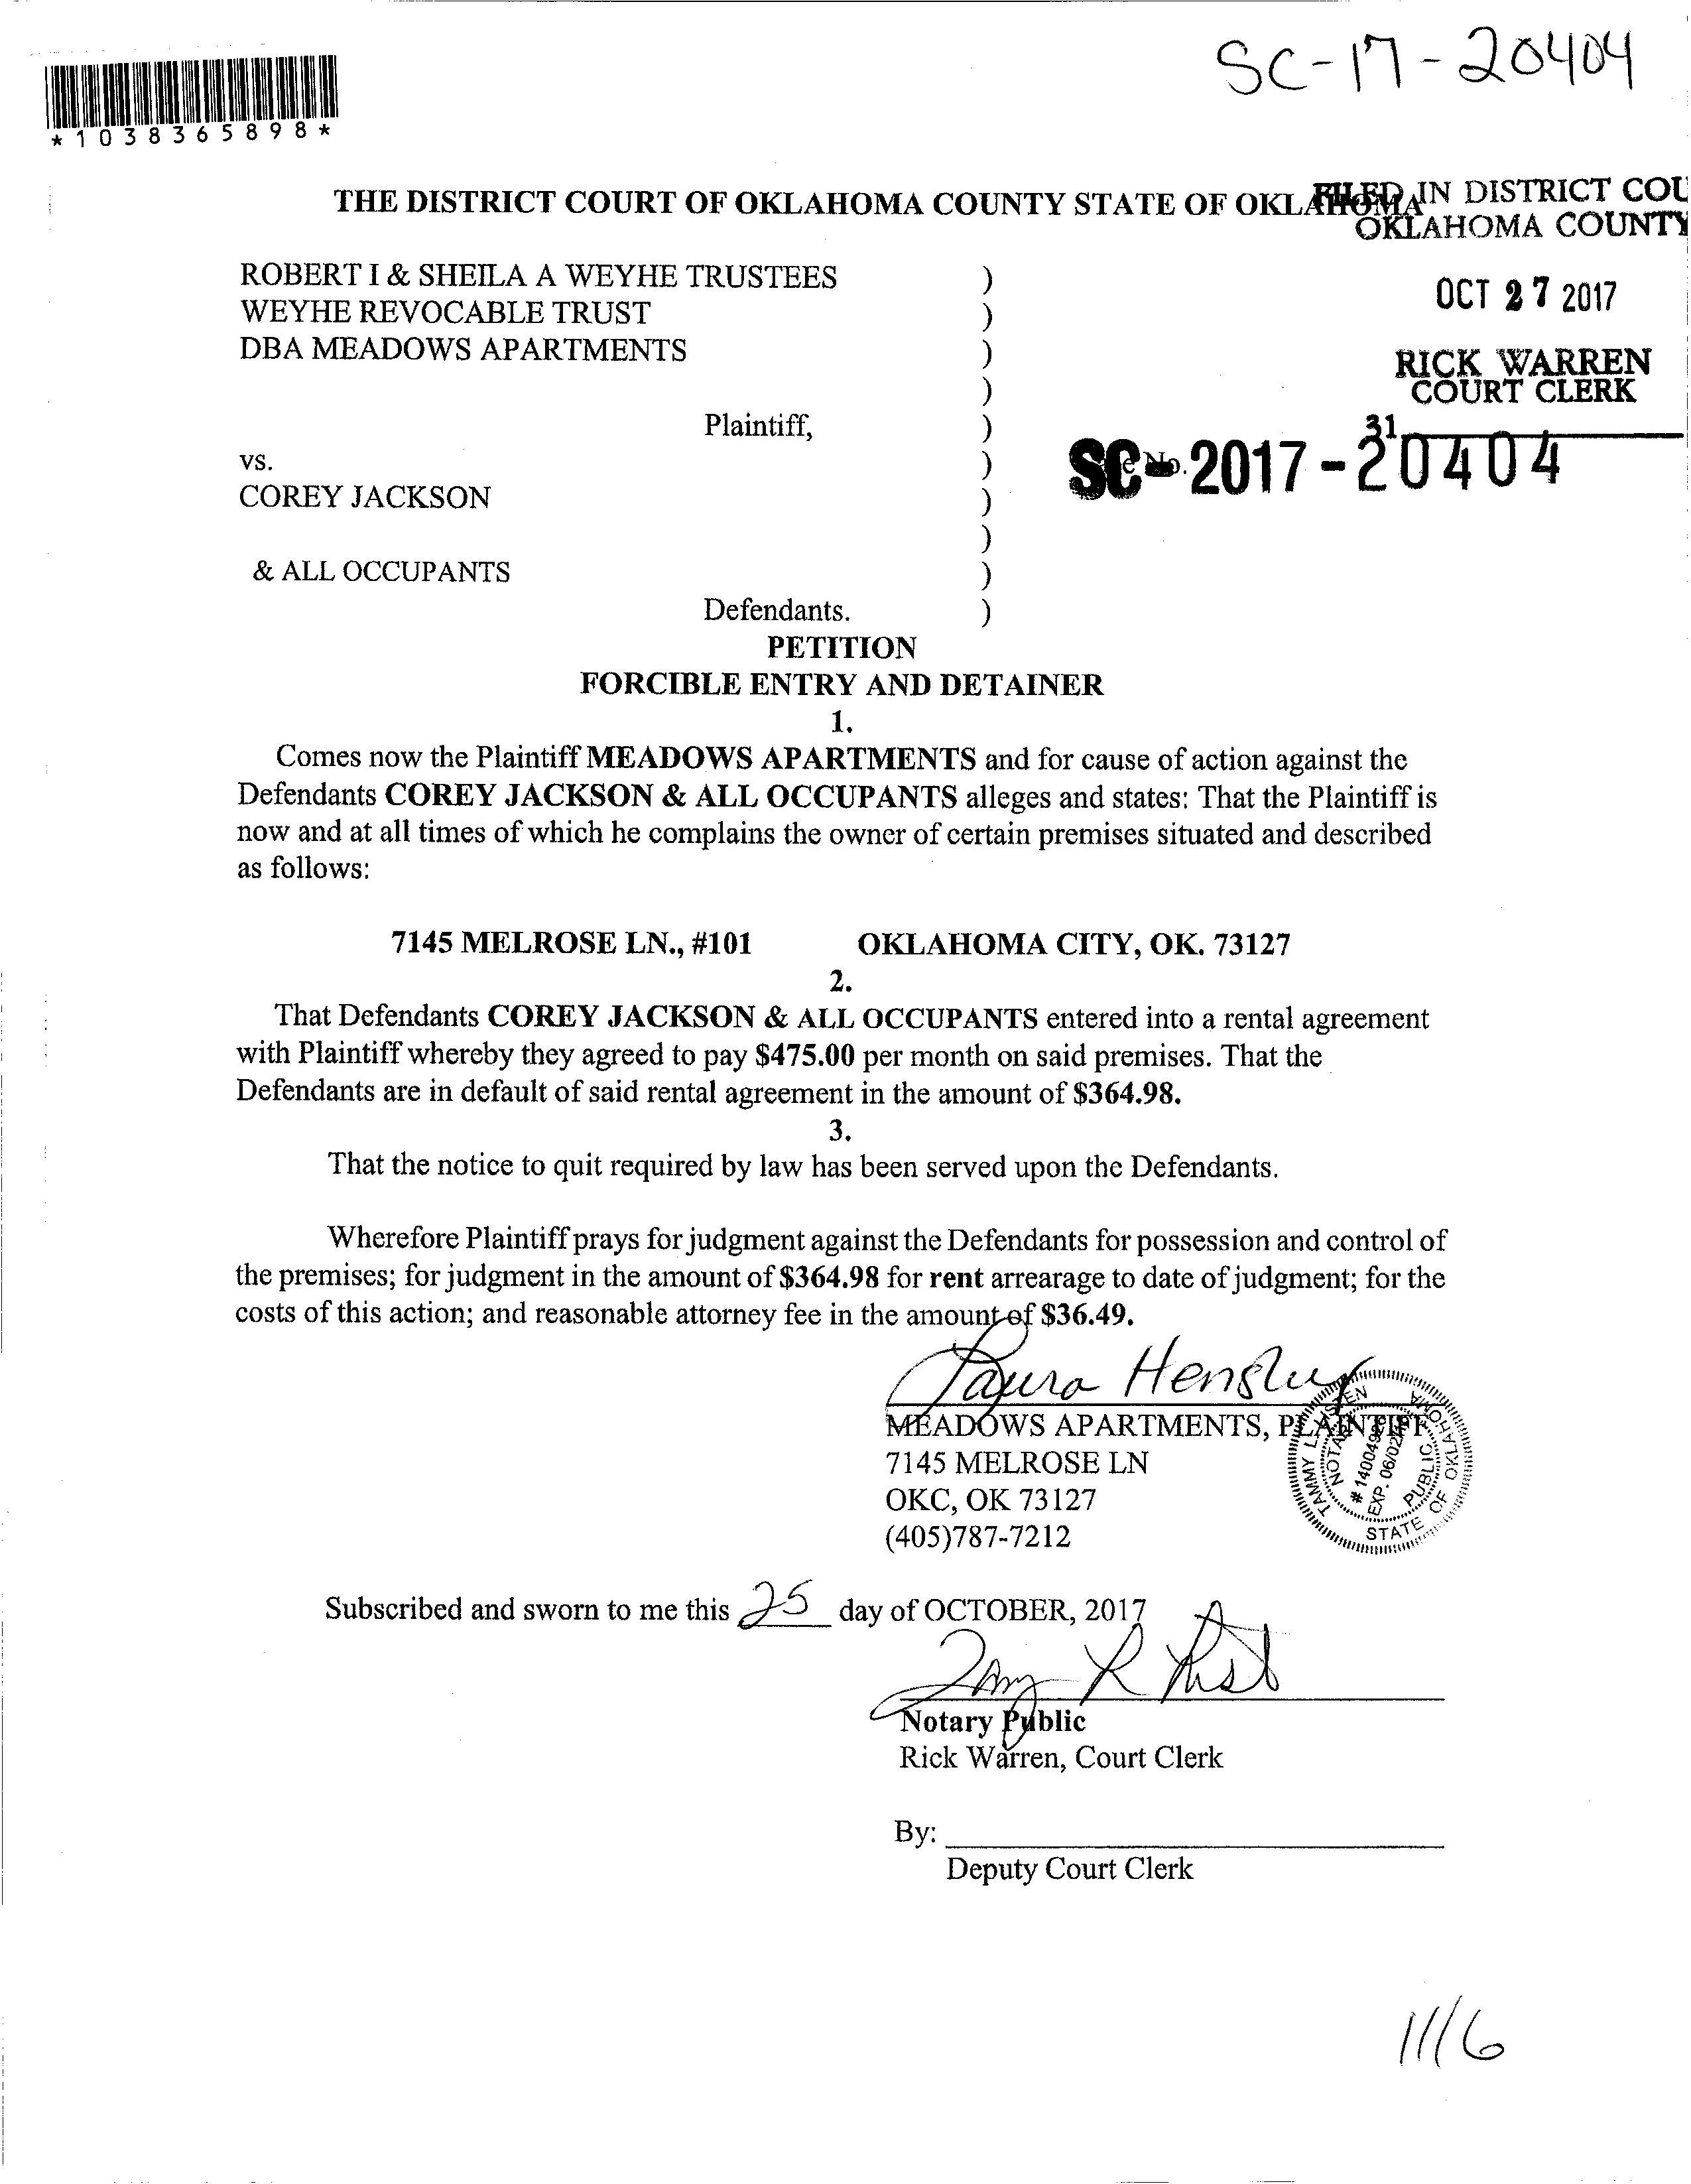 SC-17-20404
*1038365898*
THE DISTRICT COURT OF OKLAHOMA COUNTY STATE OF OKLAHOMA
FILED IN DISTRICT COU
OKLAHOMA COUNTY
ROBERT I & SHEILA A WEYHE TRUSTEES )
WEYHE REVOCABLE TRUST )
DBA MEADOWS APARTMENTS )
)
Plaintiff, )
vs. )
COREY JACKSON )
)
& ALL OCCUPANTS )
Defendants. )
OCT 27 2017
RICK WARREN
COURT CLERK
31
SC-2017-20404
PETITION
FORCIBLE ENTRY AND DETAINER
1.
Comes now the Plaintiff MEADOWS APARTMENTS and for cause of action against the
Defendants COREY JACKSON & ALL OCCUPANTS alleges and states: That the Plaintiff is
now and at all times of which he complains the owner of certain premises situated and described
as follows:
7145 MELROSE LN., #101 OKLAHOMA CITY, OK. 73127
2.
That Defendants COREY JACKSON & ALL OCCUPANTS entered into a rental agreement
with Plaintiff whereby they agreed to pay $475.00 per month on said premises. That the
Defendants are in default of said rental agreement in the amount of $364.98.
3.
That the notice to quit required by law has been served upon the Defendants.
Wherefore Plaintiff prays for judgment against the Defendants for possession and control of
the premises; for judgment in the amount of $364.98 for rent arrearage to date of judgment; for the
costs of this action; and reasonable attorney fee in the amount of $36.49.
Laura Hensley
MEADOWS APARTMENTS, PLAINTIFF
7145 MELROSE LN
OKC, OK 73127
(405)787-7212
TAMMY L.
NOTARY PUBLIC
EXP. 06/02/
STATE OF OKLAHOMA
Subscribed and sworn to me this 25 day of OCTOBER, 2017
Notary Public
Rick Warren, Court Clerk
By:
Deputy Court Clerk
11/6